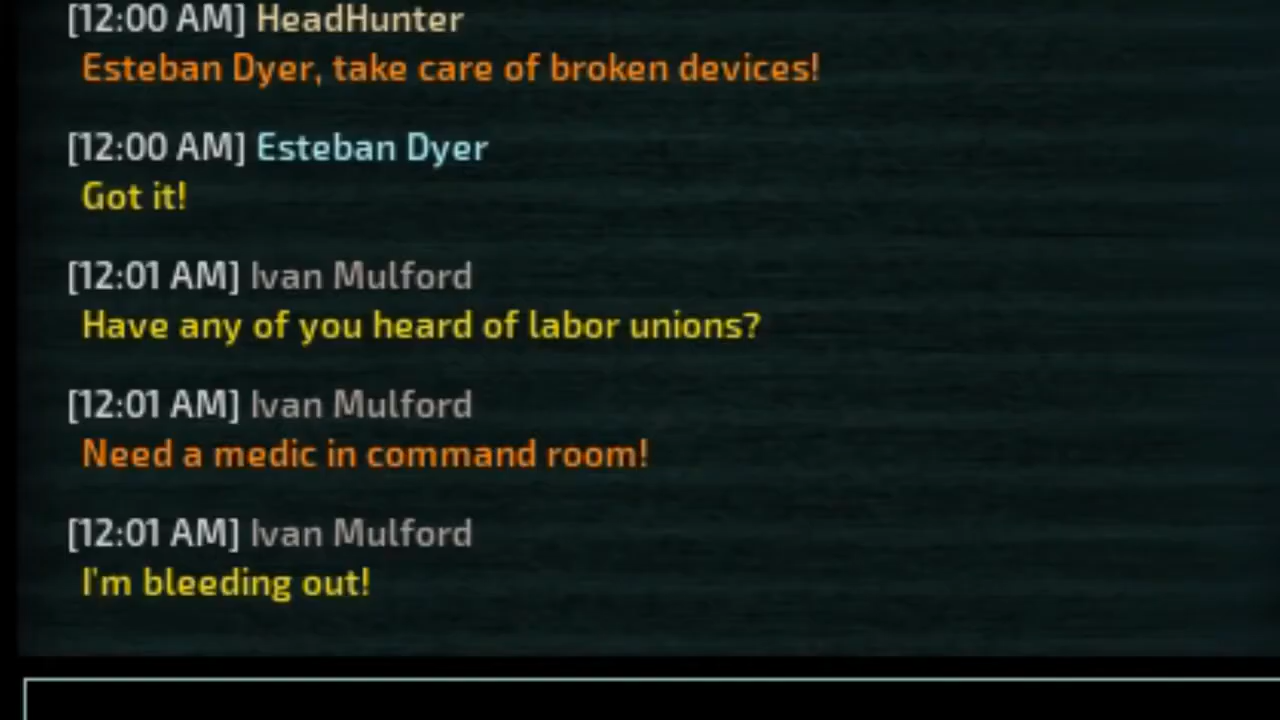 [12:00 AM] HeadHunter
Esteban Dyer, take care of broken devices!
[12:00 AM] Esteban Dyer
Got it!
[12:01 AM] Ivan Mulford
Have any of you heard of labor unions?
[12:01 AM] Ivan Mulford
Need a medic in command room!
[12:01 AM] Ivan Mulford
I'm bleeding out!